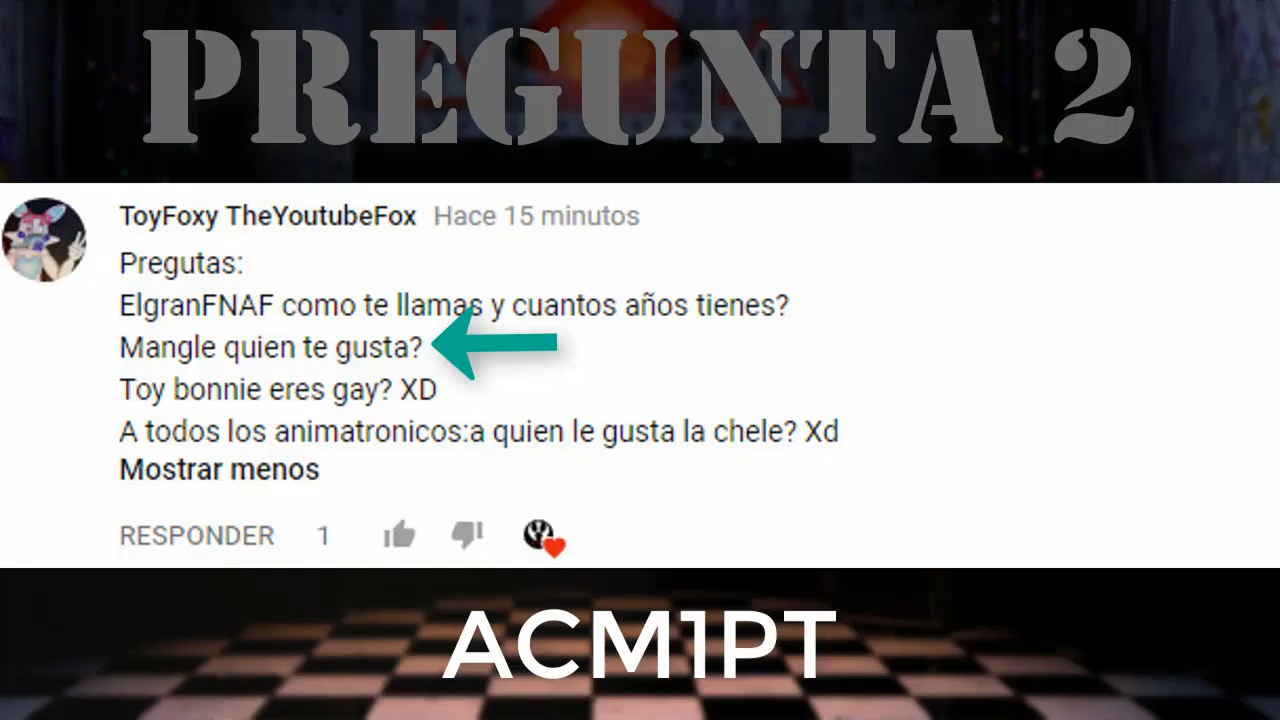 PREGUNTA 2
ToyFoxy TheYoutubeFox Hace 15 minutos
Pregutas:
ElgranFNAF como te llamas y cuantos años tienes?
Mangle quien te gusta?
Toy bonnie eres gay? XD
A todos los animatronicos:a quien le gusta la chele? Xd
Mostrar menos
RESPONDER 1
ACM1PT